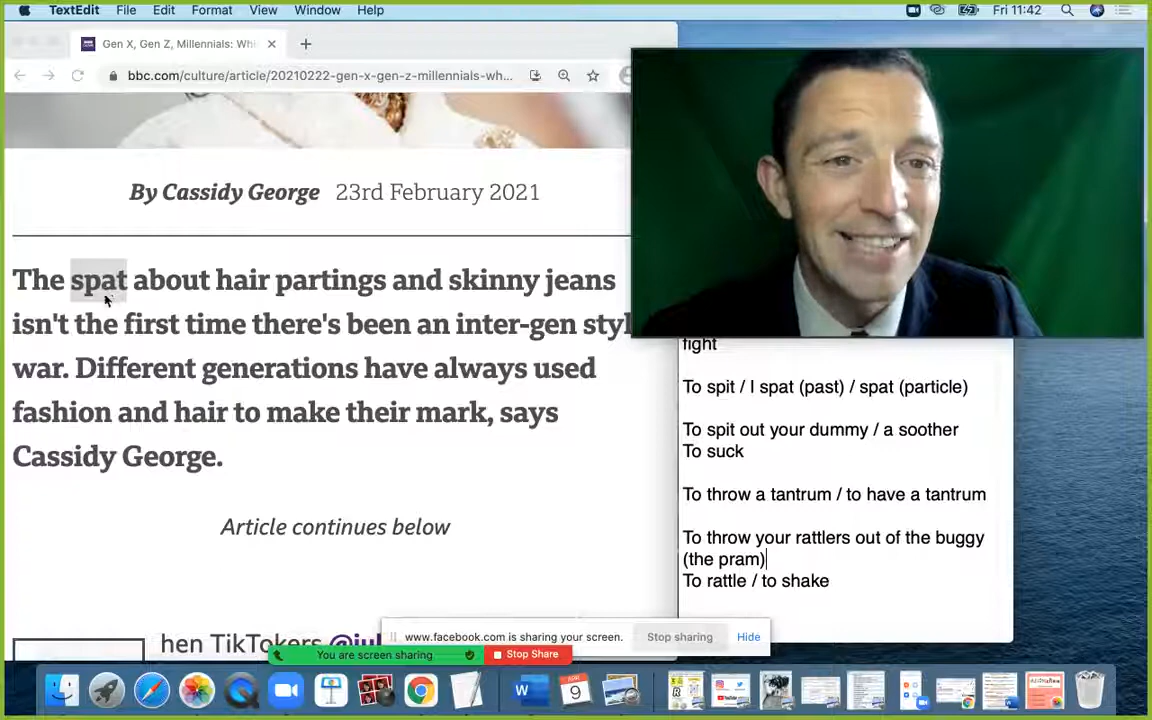 TextEdit File Edit Format View Window Help Fri 11:42
Gen X, Gen Z, Millennials: Whi
bbc.com/culture/article/20210222-gen-x-gen-z-millennials-wh...
By Cassidy George 23rd February 2021
The spat about hair partings and skinny jeans
isn't the first time there's been an inter-gen styl
war. Different generations have always used
fashion and hair to make their mark, says
Cassidy George.
Article continues below
hen TikTokers @jul
fight
To spit / I spat (past) / spat (particle)
To spit out your dummy / a soother
To suck
To throw a tantrum / to have a tantrum
To throw your rattlers out of the buggy
(the pram)
To rattle / to shake
www.facebook.com is sharing your screen. Stop sharing Hide
You are screen sharing Stop Share
W
APR
9